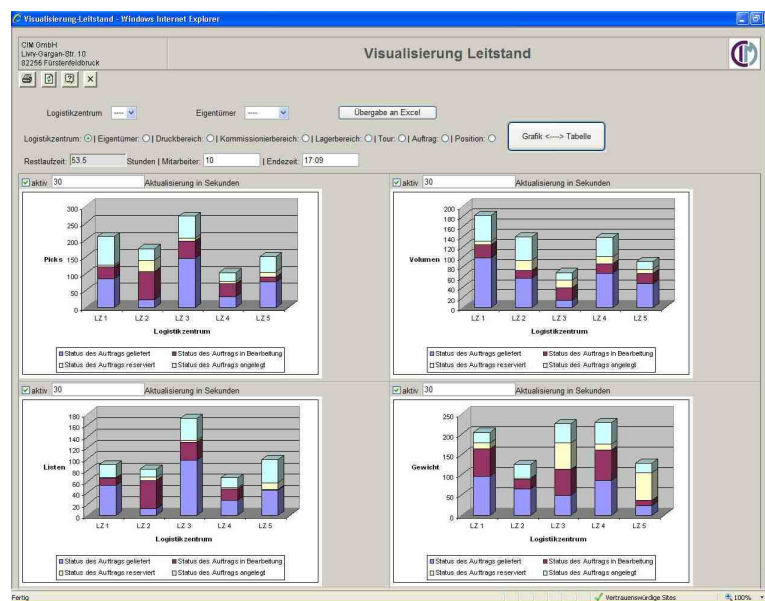 Visualisierung-Leitstand - Windows Internet Explorer
CIM GmbH
Livry-Gargan-Str. 10
82256 Fürstenfeldbruck
Visualisierung Leitstand
Logistikzentrum ---- Eigentümer ---- Übergabe an Excel
Logistikzentrum: | Eigentümer: | Druckbereich: | Kommissionierbereich: | Lagerbereich: | Tour: | Auftrag: | Position: Grafik <----> Tabelle
Restlaufzeit: 53.5 Stunden | Mitarbeiter: 10 | Endezeit: 17:09
aktiv 30 Aktualisierung in Sekunden
300
250
200
150
100
50
0
Picks
LZ 1 LZ 2 LZ 3 LZ 4 LZ 5
Logistikzentrum
Status des Auftrags geliefert Status des Auftrags in Bearbeitung
Status des Auftrags reserviert Status des Auftrags angelegt
aktiv 30 Aktualisierung in Sekunden
200
180
160
140
120
100
80
60
40
20
0
Volumen
LZ 1 LZ 2 LZ 3 LZ 4 LZ 5
Logistikzentrum
Status des Auftrags geliefert Status des Auftrags in Bearbeitung
Status des Auftrags reserviert Status des Auftrags angelegt
aktiv 30 Aktualisierung in Sekunden
180
160
140
120
100
80
60
40
20
0
Listen
LZ 1 LZ 2 LZ 3 LZ 4 LZ 5
Logistikzentrum
Status des Auftrags geliefert Status des Auftrags in Bearbeitung
Status des Auftrags reserviert Status des Auftrags angelegt
aktiv 30 Aktualisierung in Sekunden
250
200
150
100
50
0
Gewicht
LZ 1 LZ 2 LZ 3 LZ 4 LZ 5
Logistikzentrum
Status des Auftrags geliefert Status des Auftrags in Bearbeitung
Status des Auftrags reserviert Status des Auftrags angelegt
Fertig Vertrauenswürdige Sites 100%